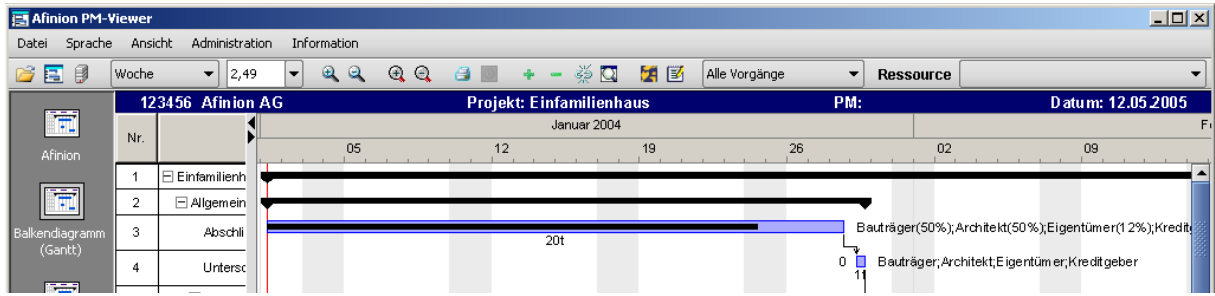 Afinion PM-Viewer
Datei Sprache Ansicht Administration Information
Woche 2,49 Alle Vorgänge Ressource
123456 Afinion AG Projekt: Einfamilienhaus PM: Datum: 12.05.2005
Januar 2004 F
Nr.
05 12 19 26 02 09
Afinion
1 Einfamilienh
2 Allgemein
Balkendiagramm
(Gantt)
3 Abschli Bauträger(50%);Architekt(50%);Eigentümer(12%);Kredit
20t
4 Untersc 0 Bauträger;Architekt;Eigentümer;Kreditgeber